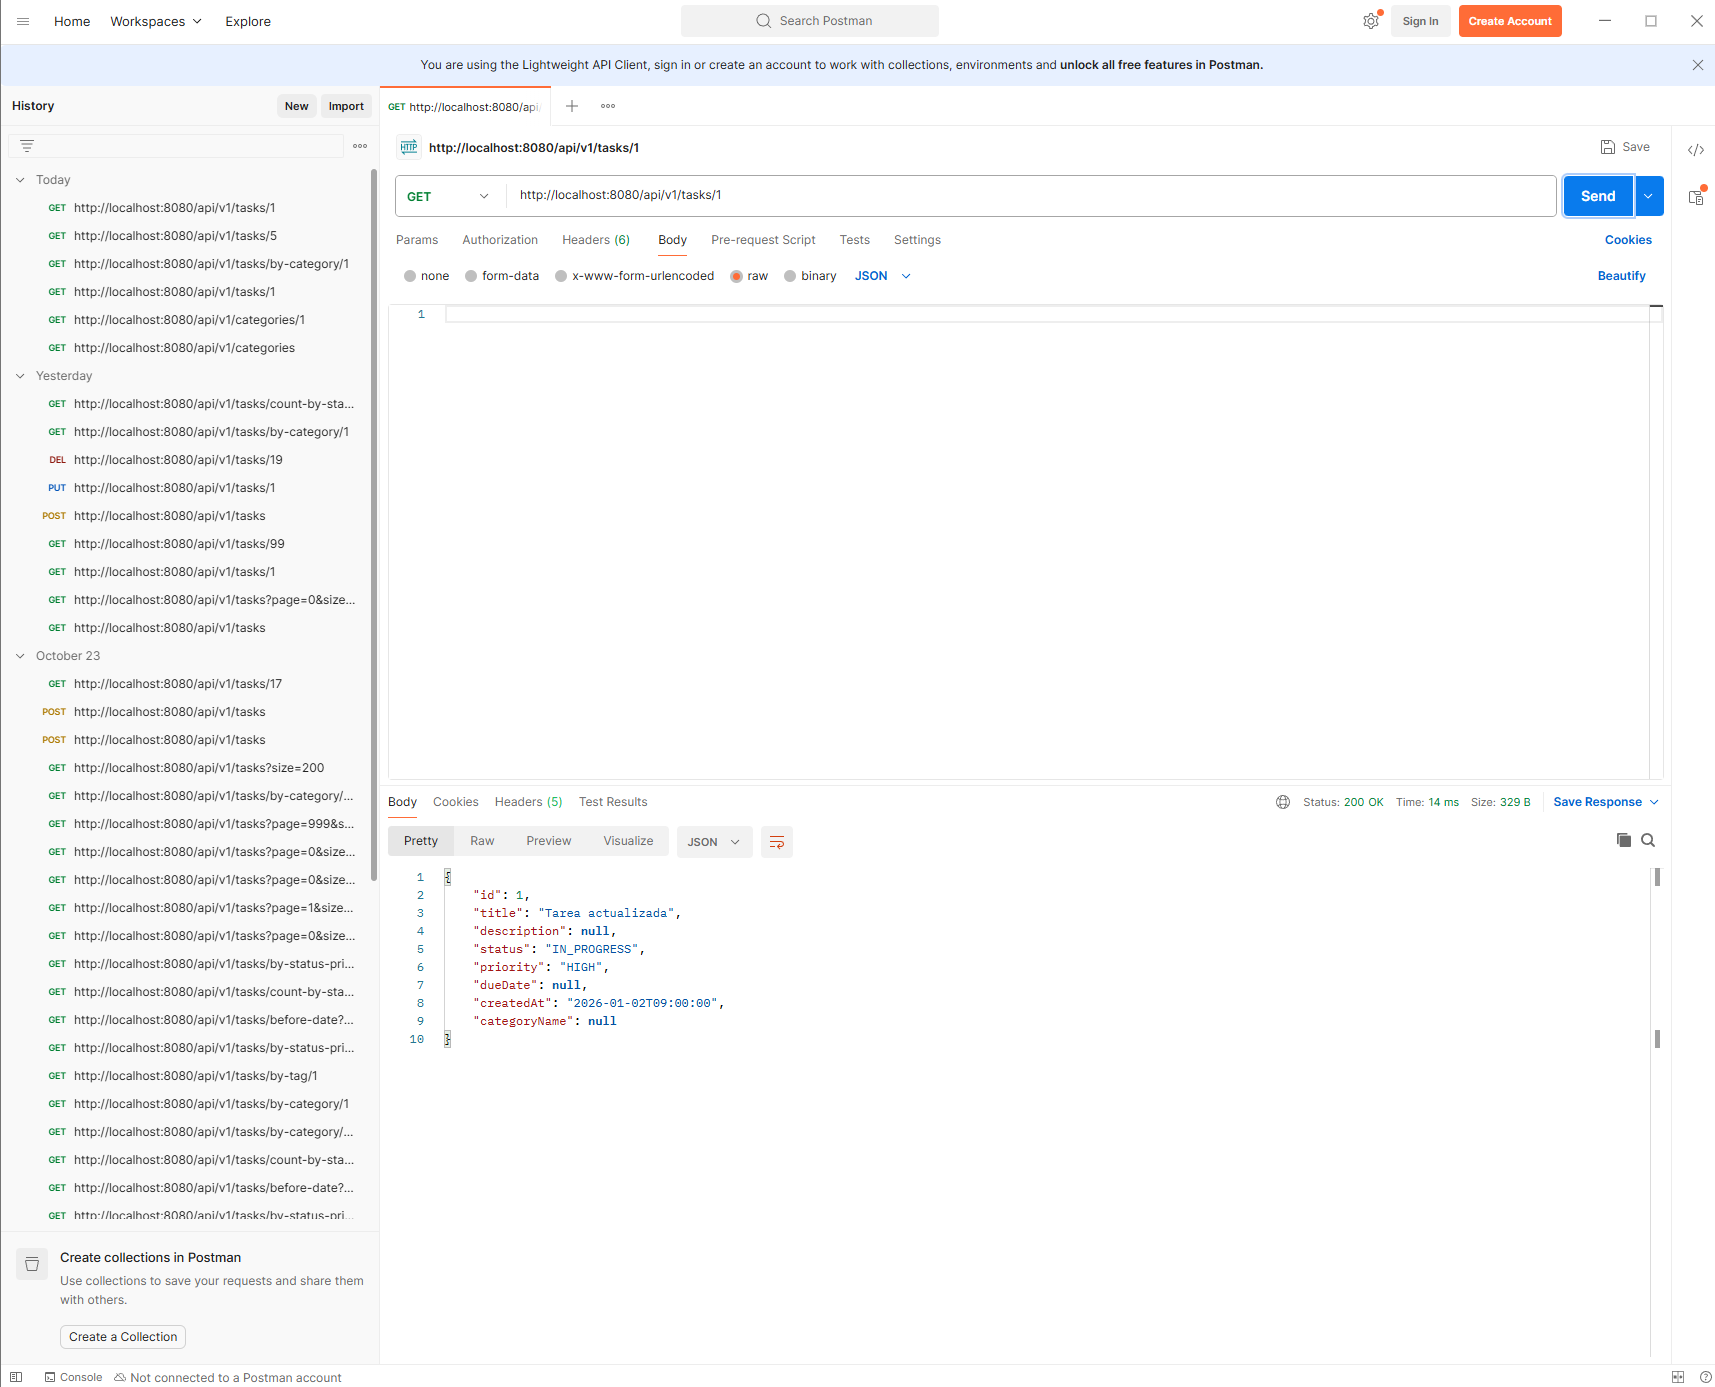 Home Workspaces Explore Search Postman Sign In Create Account
You are using the Lightweight API Client, sign in or create an account to work with collections, environments and unlock all free features in Postman.
History New Import
GET http://localhost:8080/api/
HTTP http://localhost:8080/api/v1/tasks/1 Save
GET http://localhost:8080/api/v1/tasks/1 Send
Params Authorization Headers (6) Body Pre-request Script Tests Settings Cookies
none form-data x-www-form-urlencoded raw binary JSON Beautify
1
Today
GET http://localhost:8080/api/v1/tasks/1
GET http://localhost:8080/api/v1/tasks/5
GET http://localhost:8080/api/v1/tasks/by-category/1
GET http://localhost:8080/api/v1/tasks/1
GET http://localhost:8080/api/v1/categories/1
GET http://localhost:8080/api/v1/categories
Yesterday
GET http://localhost:8080/api/v1/tasks/count-by-sta...
GET http://localhost:8080/api/v1/tasks/by-category/1
DEL http://localhost:8080/api/v1/tasks/19
PUT http://localhost:8080/api/v1/tasks/1
POST http://localhost:8080/api/v1/tasks
GET http://localhost:8080/api/v1/tasks/99
GET http://localhost:8080/api/v1/tasks/1
GET http://localhost:8080/api/v1/tasks?page=0&size...
GET http://localhost:8080/api/v1/tasks
October 23
GET http://localhost:8080/api/v1/tasks/17
POST http://localhost:8080/api/v1/tasks
POST http://localhost:8080/api/v1/tasks
GET http://localhost:8080/api/v1/tasks?size=200
GET http://localhost:8080/api/v1/tasks/by-category/...
GET http://localhost:8080/api/v1/tasks?page=999&s...
GET http://localhost:8080/api/v1/tasks?page=0&size...
GET http://localhost:8080/api/v1/tasks?page=0&size...
GET http://localhost:8080/api/v1/tasks?page=1&size...
GET http://localhost:8080/api/v1/tasks?page=0&size...
GET http://localhost:8080/api/v1/tasks/by-status-pri...
GET http://localhost:8080/api/v1/tasks/count-by-sta...
GET http://localhost:8080/api/v1/tasks/before-date?...
GET http://localhost:8080/api/v1/tasks/by-status-pri...
GET http://localhost:8080/api/v1/tasks/by-tag/1
GET http://localhost:8080/api/v1/tasks/by-category/1
GET http://localhost:8080/api/v1/tasks/by-category/...
GET http://localhost:8080/api/v1/tasks/count-by-sta...
GET http://localhost:8080/api/v1/tasks/before-date?...
GET http://localhost:8080/api/v1/tasks/by-status-pri...
Body Cookies Headers (5) Test Results Status: 200 OK Time: 14 ms Size: 329 B Save Response
Pretty Raw Preview Visualize JSON
1 {
2 "id": 1,
3 "title": "Tarea actualizada",
4 "description": null,
5 "status": "IN_PROGRESS",
6 "priority": "HIGH",
7 "dueDate": null,
8 "createdAt": "2026-01-02T09:00:00",
9 "categoryName": null
10 }
Create collections in Postman
Use collections to save your requests and share them
with others.
Create a Collection
Console Not connected to a Postman account